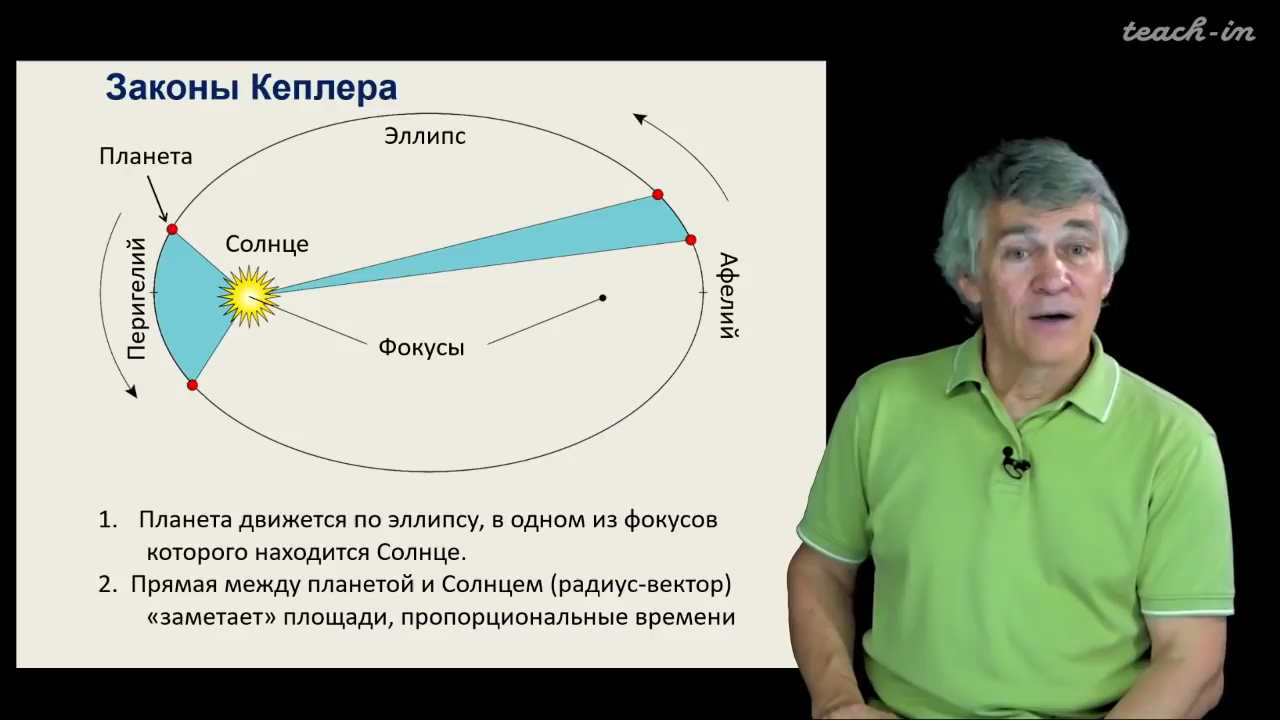 teach-in
Законы Кеплера
Эллипс
Планета
Солнце
Перигелий
Афелий
Фокусы
1. Планета движется по эллипсу, в одном из фокусов
которого находится Солнце.
2. Прямая между планетой и Солнцем (радиус-вектор)
«заметает» площади, пропорциональные времени